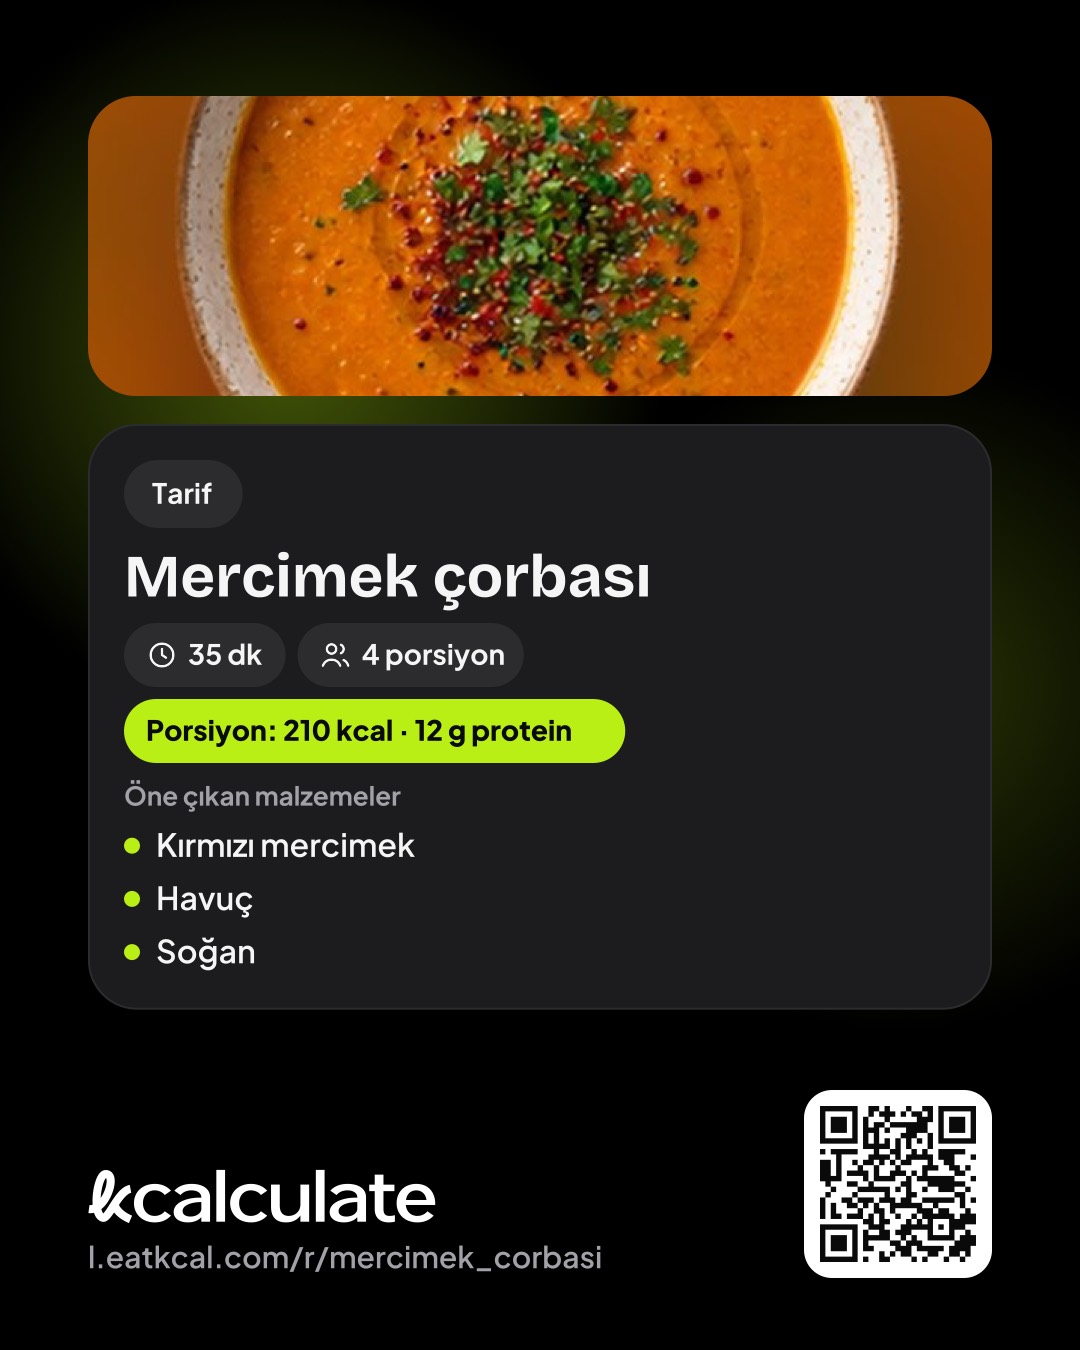 Tarif
Mercimek çorbası
35 dk
4 porsiyon
Porsiyon: 210 kcal · 12 g protein
Öne çıkan malzemeler
Kırmızı mercimek
Havuç
Soğan
kcalculate
l.eatkcal.com/r/mercimek_corbasi